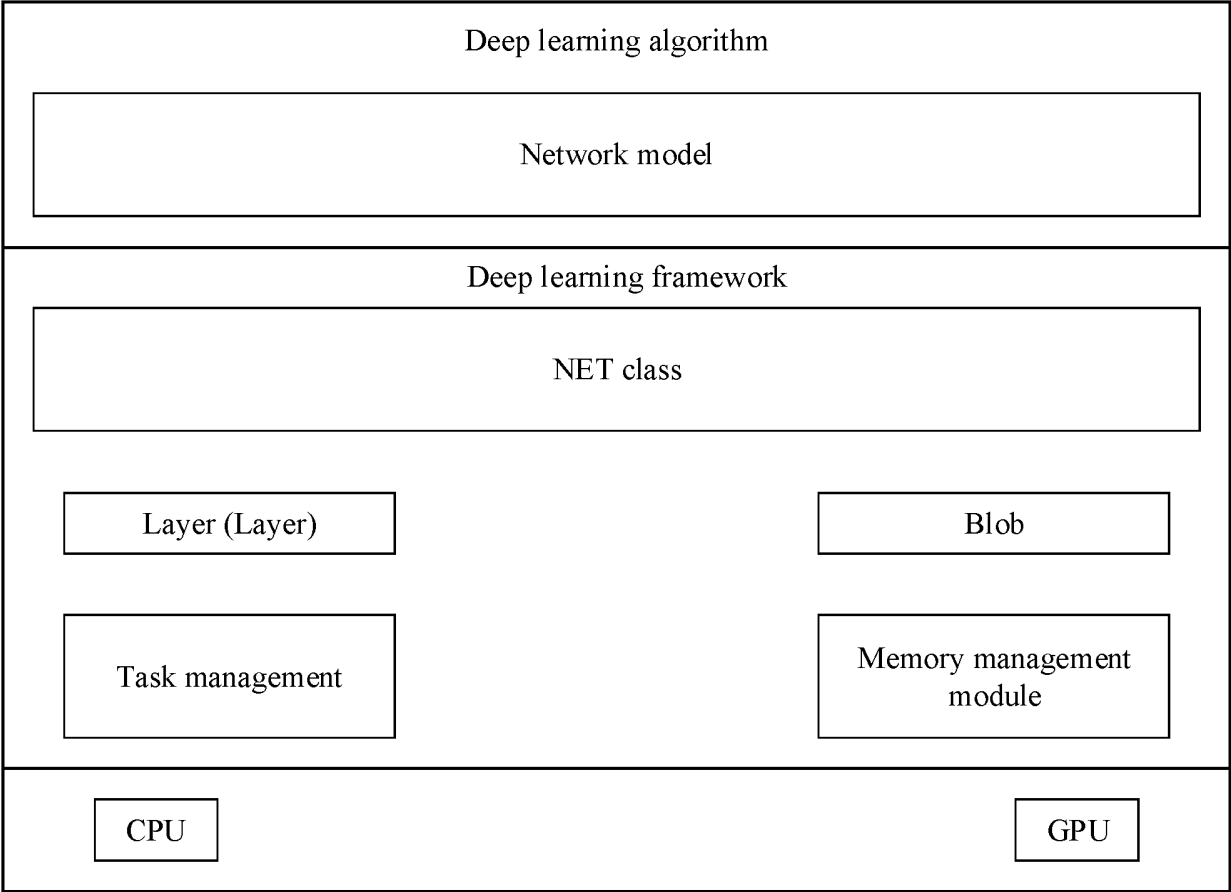 Deep learning algorithm
Network model
Deep learning framework
NET class
Layer (Layer)
Blob
Task management
Memory management
module
CPU
GPU